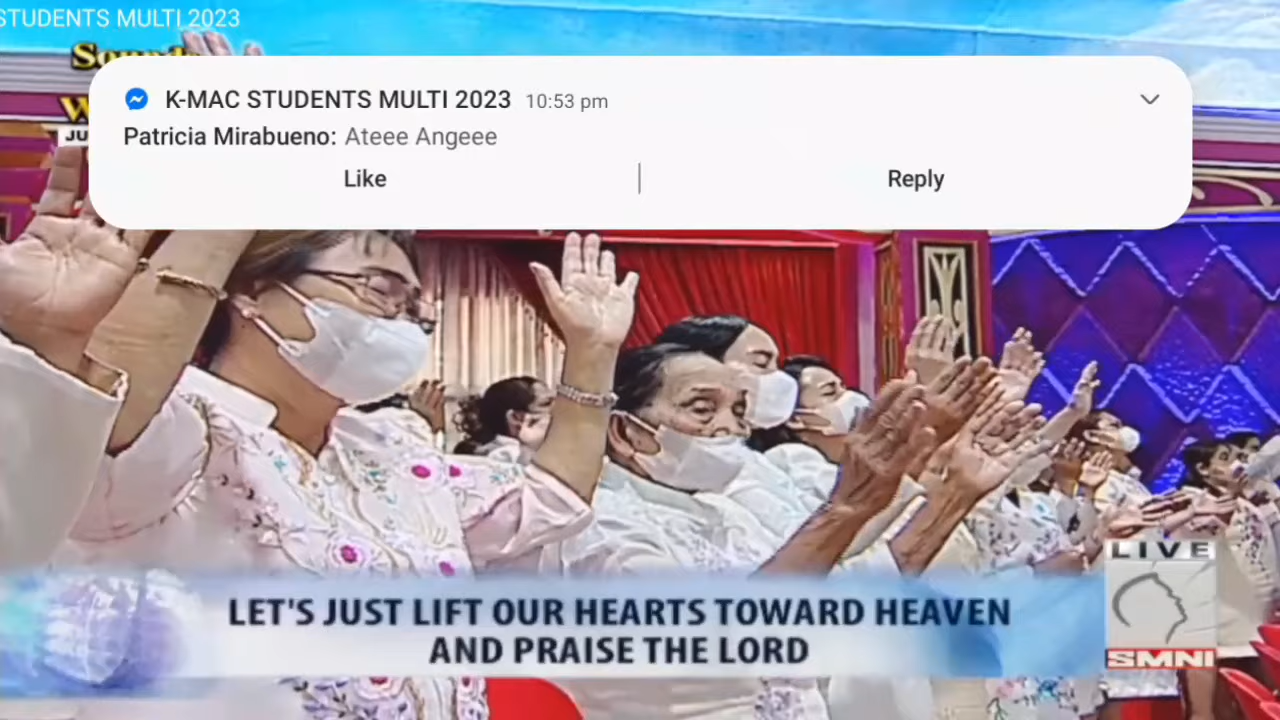 STUDENTS MULTI 2023
K-MAC STUDENTS MULTI 2023 10:53 pm
Patricia Mirabueno: Ateee Angeee
Like | Reply
LIVE
LET'S JUST LIFT OUR HEARTS TOWARD HEAVEN
AND PRAISE THE LORD
SMNI